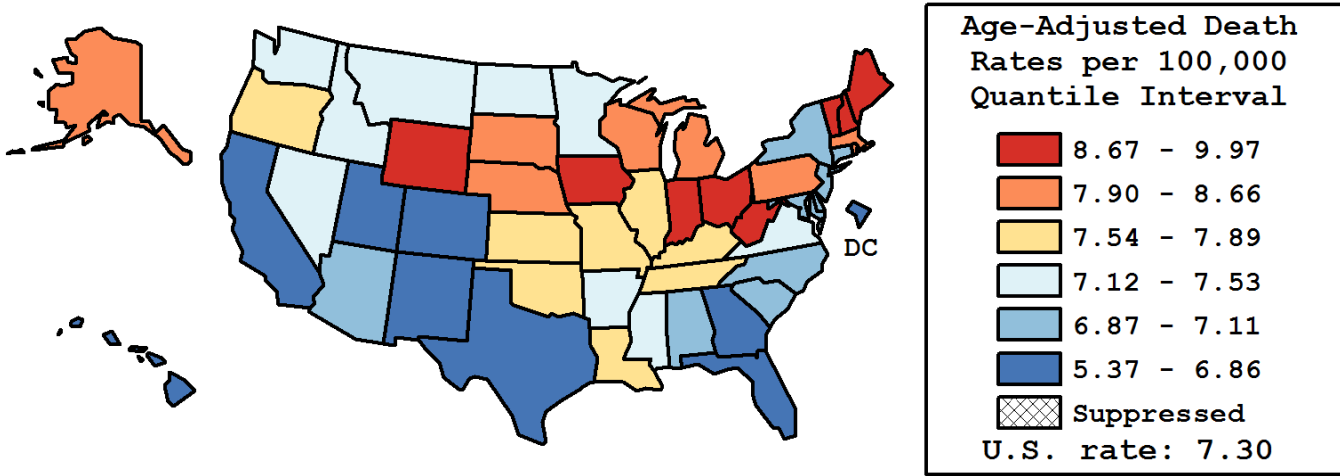 DC
Age-Adjusted Death
Rates per 100,000
Quantile Interval
8.67 - 9.97
7.90 - 8.66
7.54 - 7.89
7.12 - 7.53
6.87 - 7.11
5.37 - 6.86
Suppressed
U.S. rate: 7.30